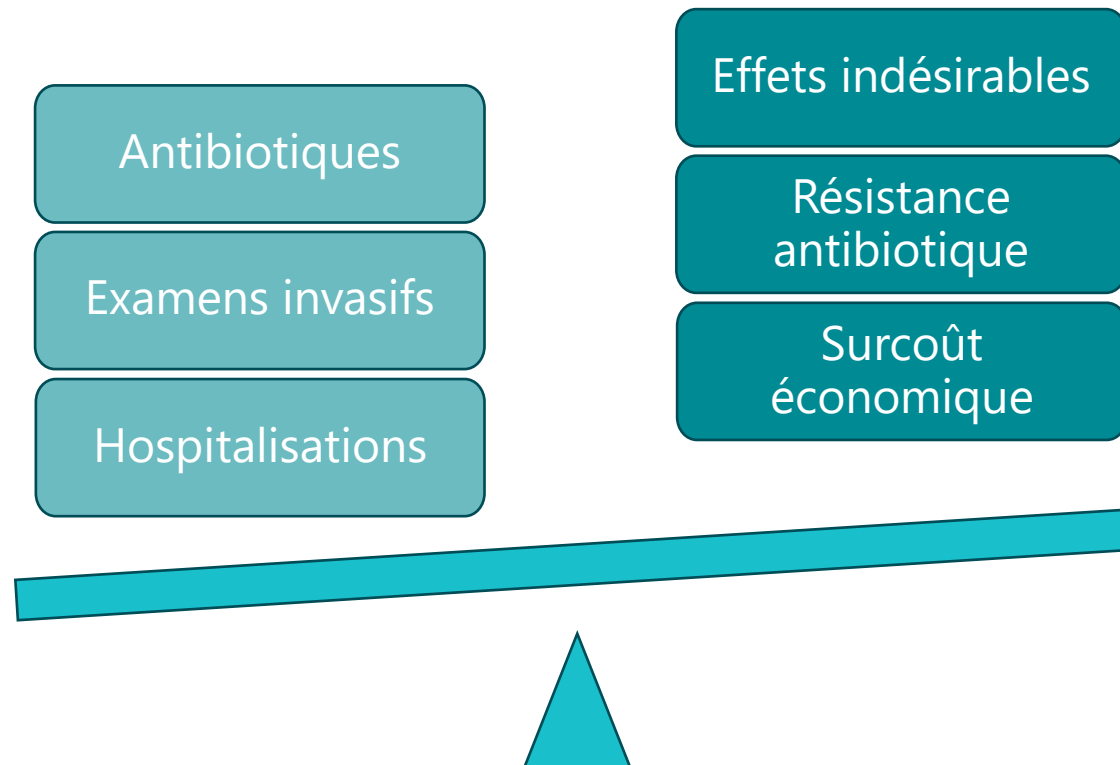 Antibiotiques
Examens invasifs
Hospitalisations
Effets indésirables
Résistance
antibiotique
Surcoût
économique